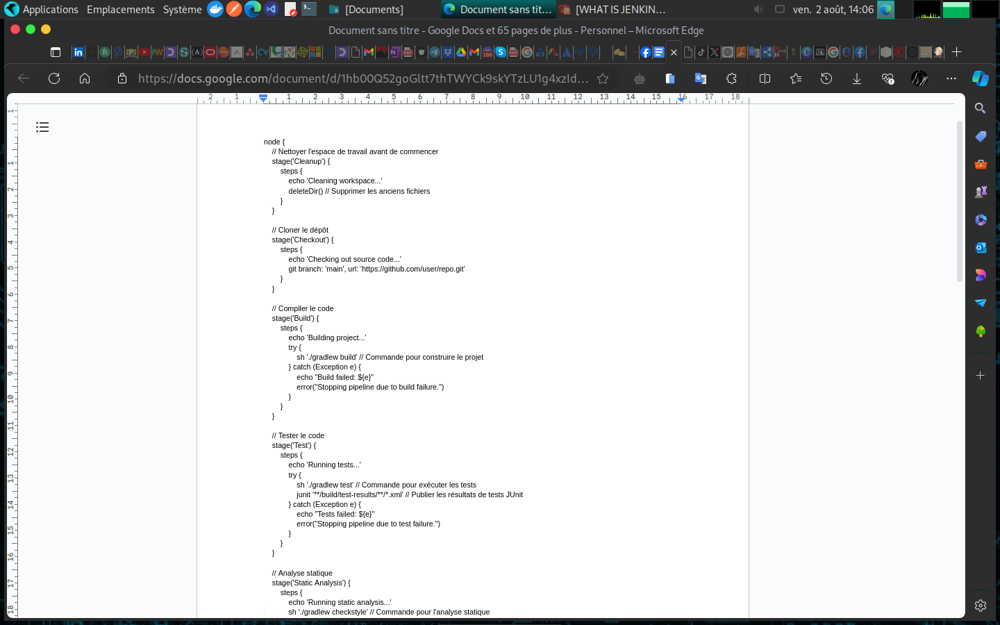 Applications Emplacements Système [Documents] Document sans tit... [WHAT IS JENKIN... ven. 2 août, 14:06
Document sans titre - Google Docs et 65 pages de plus - Personnel – Microsoft Edge
https://docs.google.com/document/d/1hb00Q52goGltt7thTWYCk9skYTzLU1g4xzId...
2 1 1 2 3 4 5 6 7 8 9 10 11 12 13 14 15 16 17 18
node {
// Nettoyer l'espace de travail avant de commencer
stage('Cleanup') {
steps {
echo 'Cleaning workspace...'
deleteDir() // Supprimer les anciens fichiers
}
}
// Cloner le dépôt
stage('Checkout') {
steps {
echo 'Checking out source code...'
git branch: 'main', url: 'https://github.com/user/repo.git'
}
}
// Compiler le code
stage('Build') {
steps {
echo 'Building project...'
try {
sh './gradlew build' // Commande pour construire le projet
} catch (Exception e) {
echo "Build failed: ${e}"
error("Stopping pipeline due to build failure.")
}
}
}
// Tester le code
stage('Test') {
steps {
echo 'Running tests...'
try {
sh './gradlew test' // Commande pour exécuter les tests
junit '**/build/test-results/**/*.xml' // Publier les résultats de tests JUnit
} catch (Exception e) {
echo "Tests failed: ${e}"
error("Stopping pipeline due to test failure.")
}
}
}
// Analyse statique
stage('Static Analysis') {
steps {
echo 'Running static analysis...'
sh './gradlew checkstyle' // Commande pour l'analyse statique